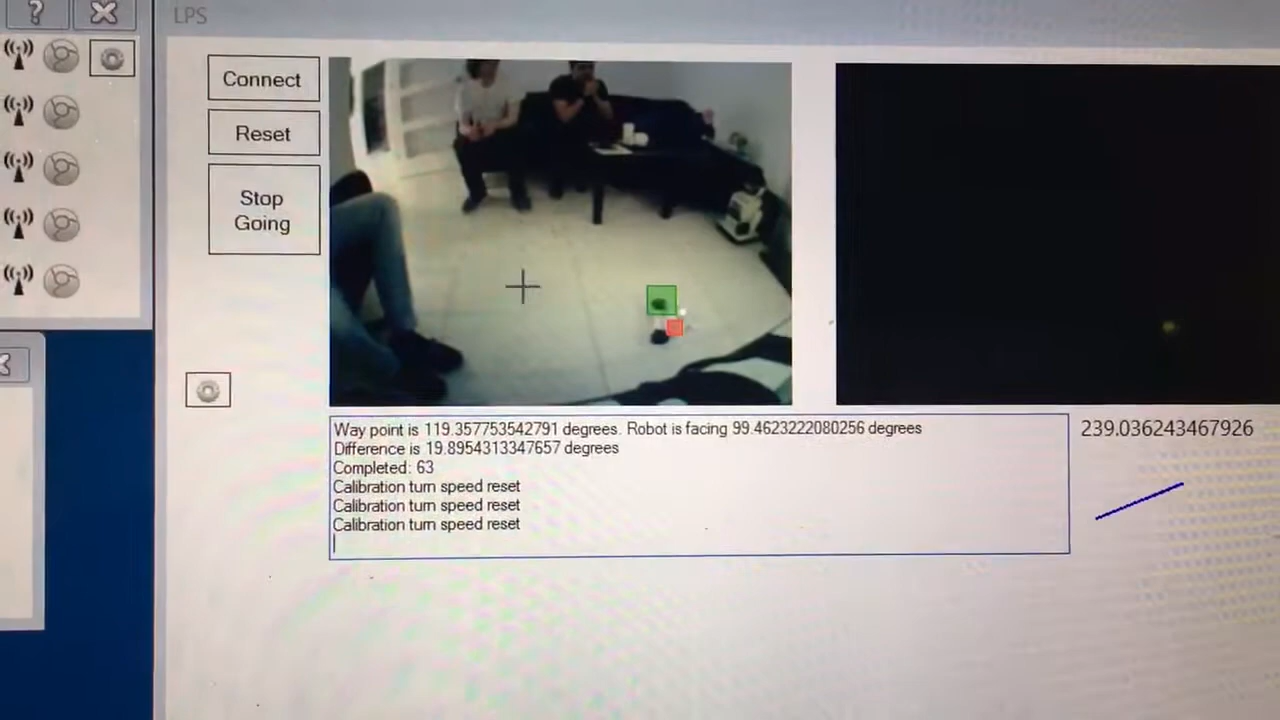 ?
LPS
Connect
Reset
Stop
Going
Way point is 119.357753542791 degrees. Robot is facing 99.4623222080256 degrees
Difference is 19.8954313347657 degrees
Completed: 63
Calibration turn speed reset
Calibration turn speed reset
Calibration turn speed reset
239.036243467926